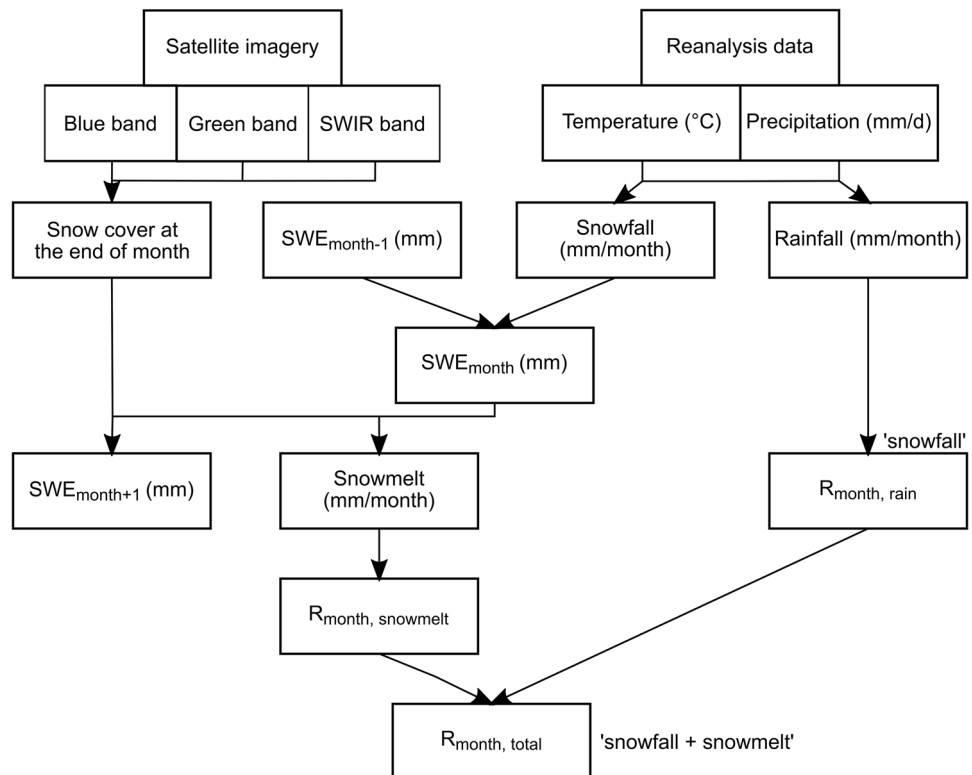 Satellite imagery
Reanalysis data
Blue band
Green band
SWIR band
Temperature (°C)
Precipitation (mm/d)
Snow cover at
the end of month
SWEmonth-1 (mm)
Snowfall
(mm/month)
Rainfall (mm/month)
SWEmonth (mm)
'snowfall'
SWEmonth+1 (mm)
Snowmelt
(mm/month)
Rmonth, rain
Rmonth, snowmelt
Rmonth, total
'snowfall + snowmelt'